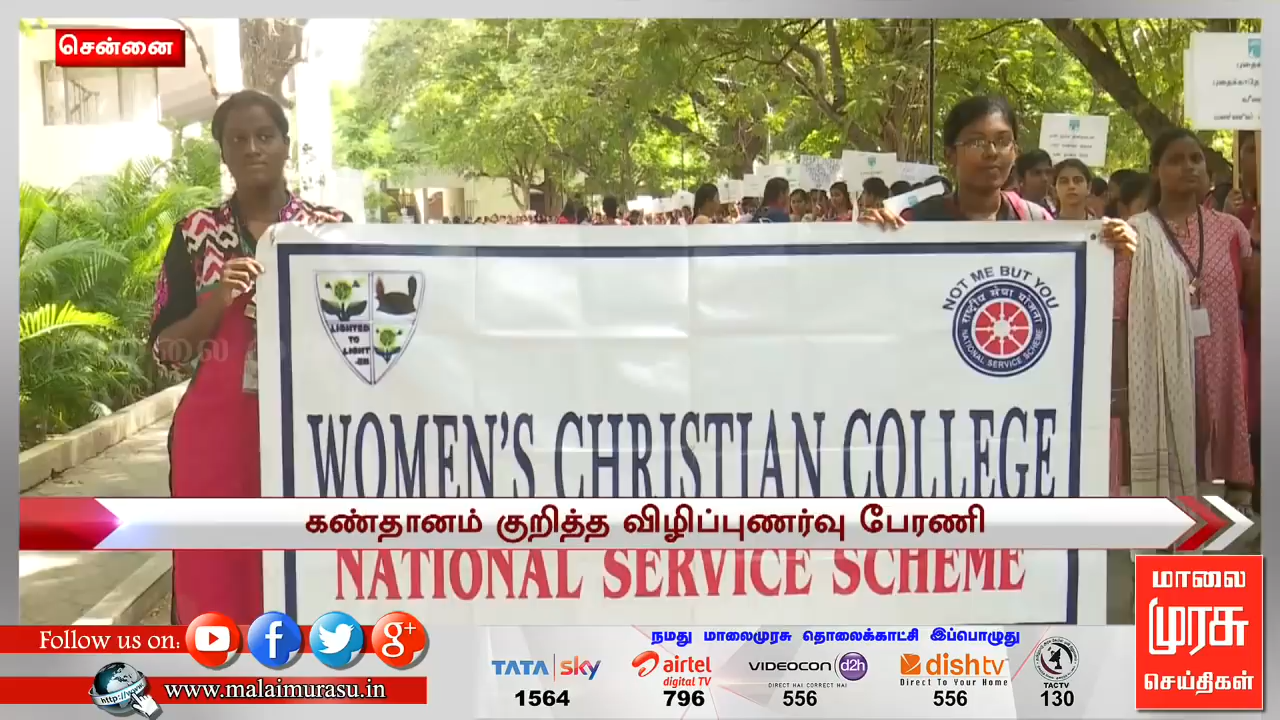 சென்னை
NOT ME BUT YOU
राष्ट्रीय सेवा योजना
NATIONAL SERVICE SCHEME
LIGHTED
TO
LIGHTEN
WOMEN'S CHRISTIAN COLLEGE
கண்தானம் குறித்த விழிப்புணர்வு பேரணி
NATIONAL SERVICE SCHEME
மாலை
முரசு
செய்திகள்
Follow us on:
http://
www.malaimurasu.in
நமது மாலைமுரசு தொலைக்காட்சி இப்பொழுது
TATA sky
1564
airtel
digital TV
796
VIDEOCON d2h
DIRECT HAI CORRECT HAI
556
dishtv
Direct To Your Home
556
TACTV
130